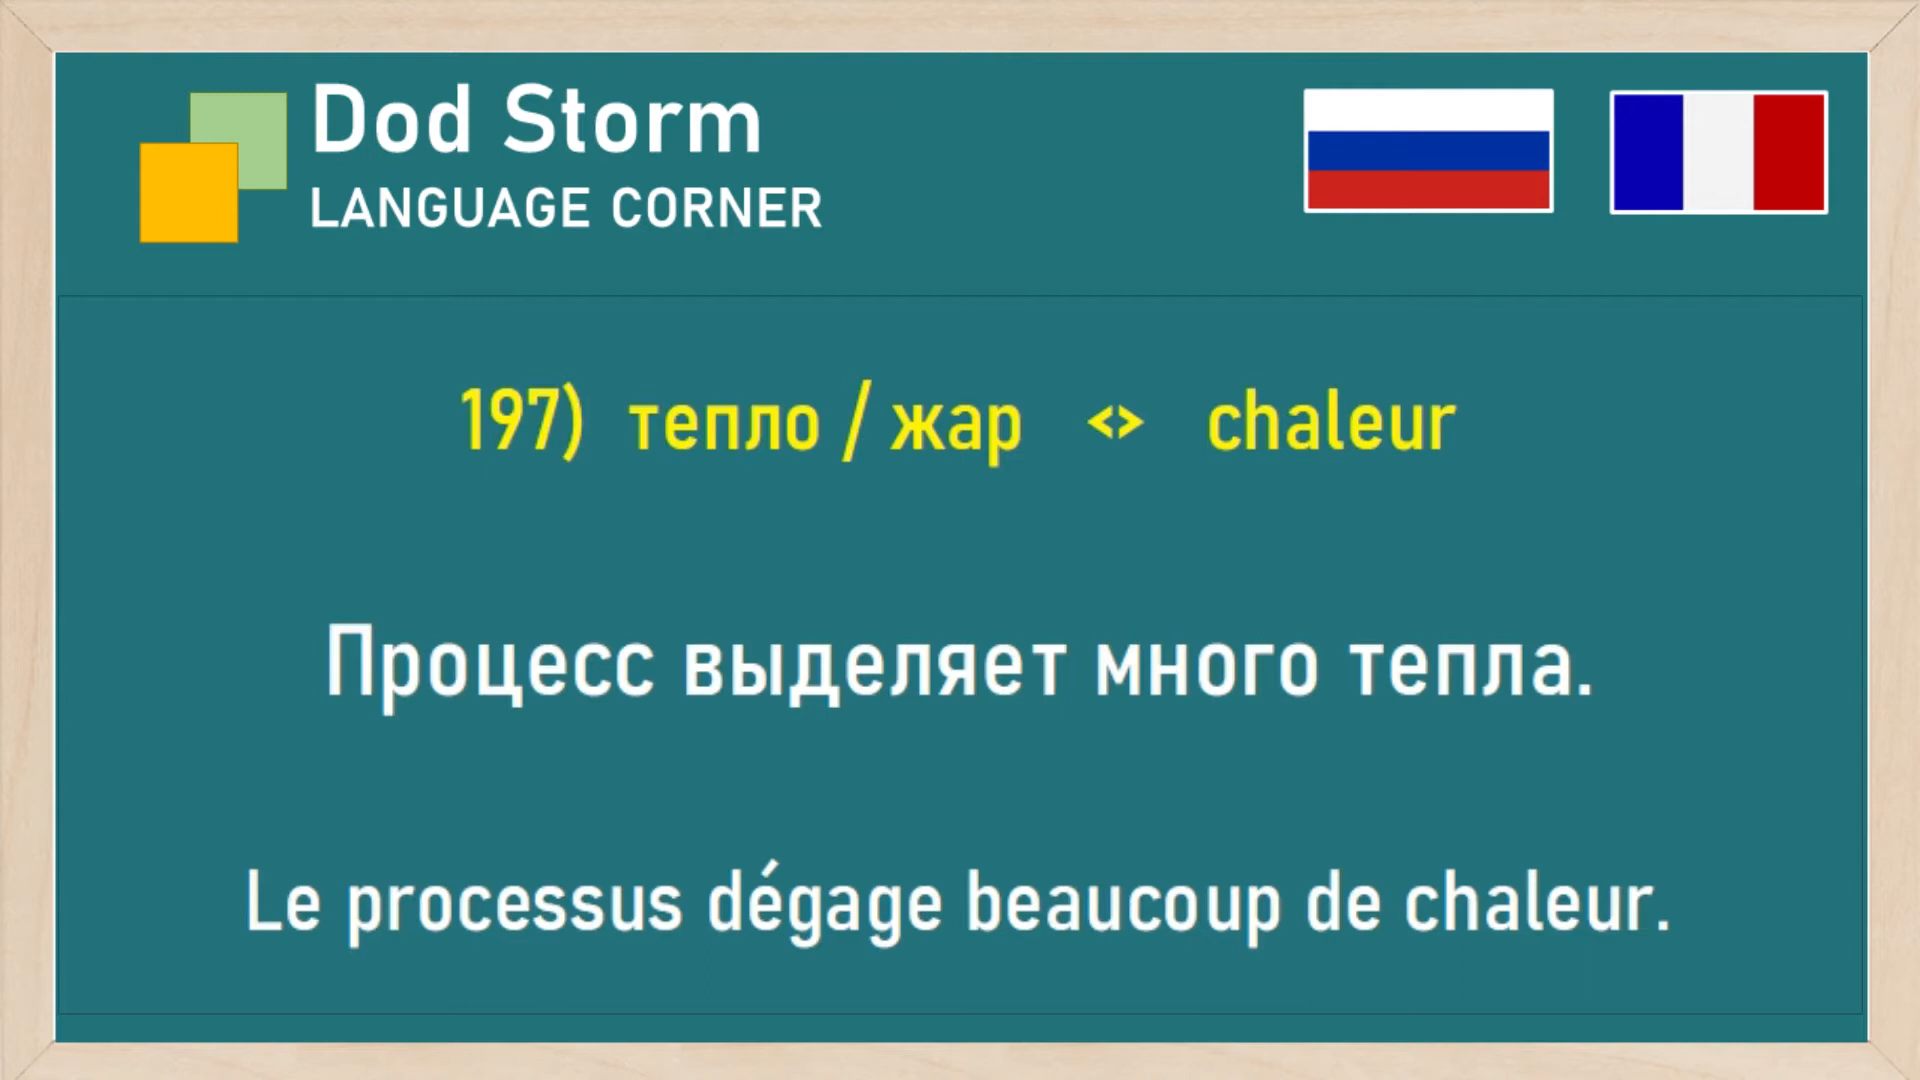 Dod Storm
LANGUAGE CORNER
197) тепло / жар <> chaleur
Процесс выделяет много тепла.
Le processus dégage beaucoup de chaleur.